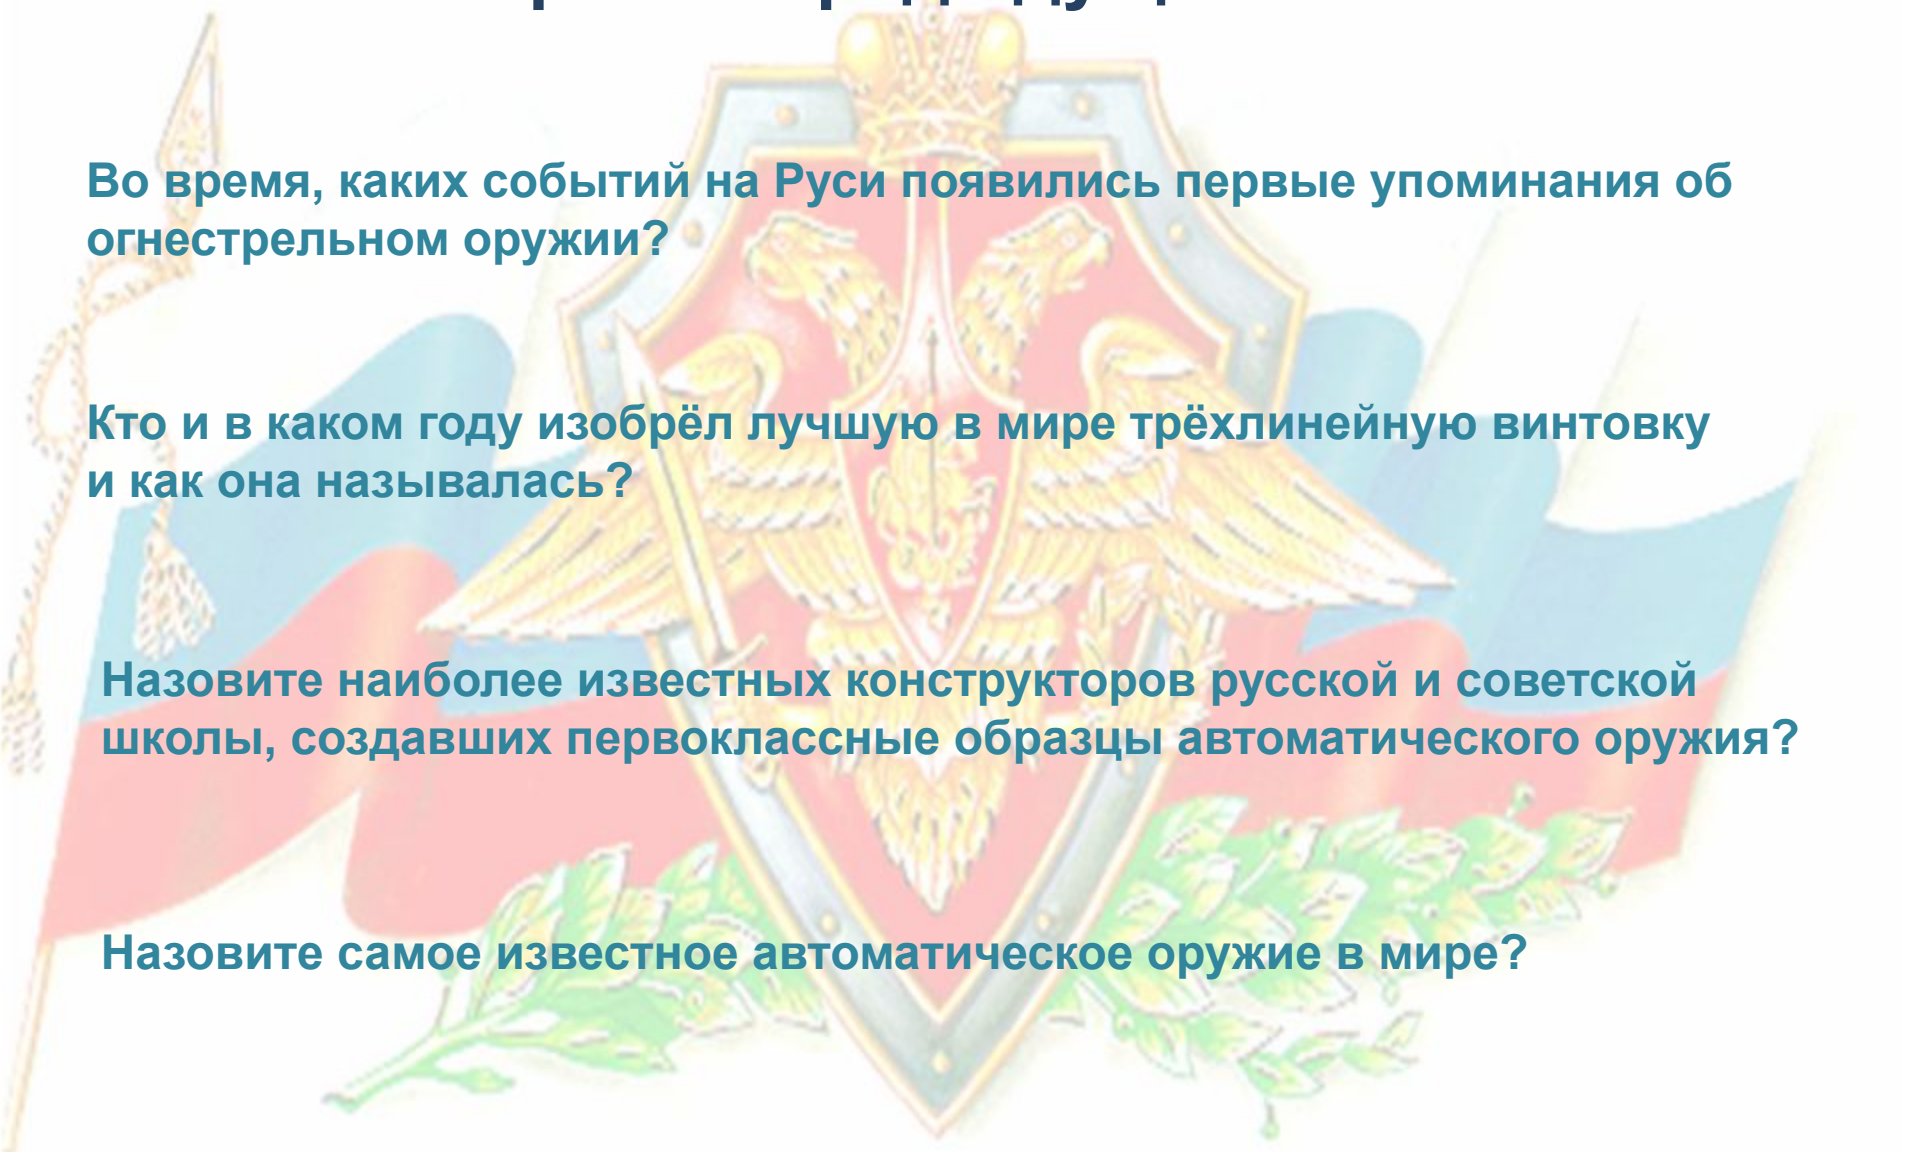 Во время, каких событий на Руси появились первые упоминания об
огнестрельном оружии?
Кто и в каком году изобрёл лучшую в мире трёхлинейную винтовку
и как она называлась?
Назовите наиболее известных конструкторов русской и советской
школы, создавших первоклассные образцы автоматического оружия?
Назовите самое известное автоматическое оружие в мире?